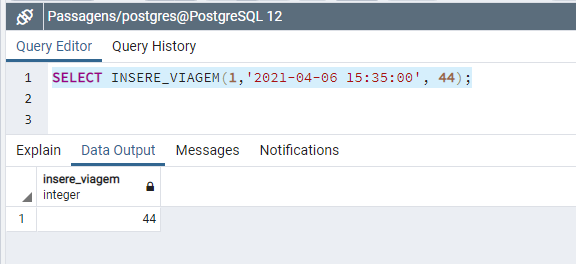 Passagens/postgres@PostgreSQL 12
Query Editor Query History
1 SELECT INSERE_VIAGEM(1,'2021-04-06 15:35:00', 44);
2
3
Explain Data Output Messages Notifications
insere_viagem
integer
1 44